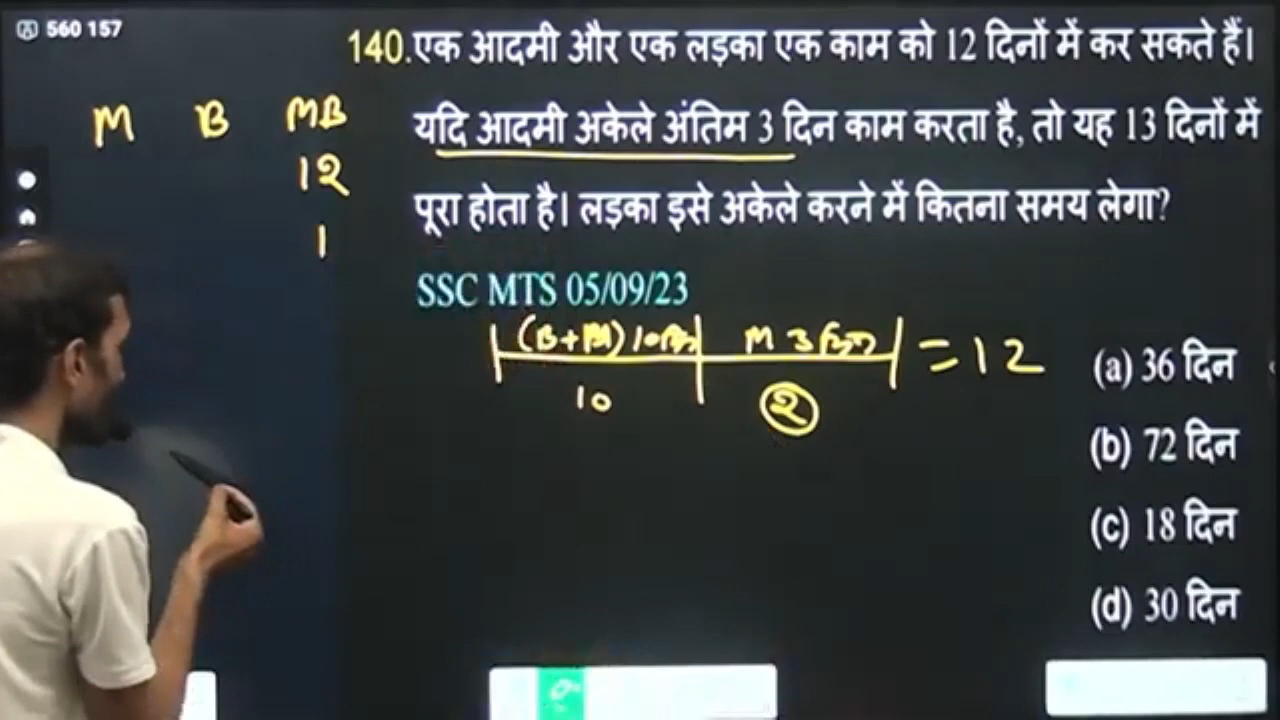 560 157
140.एक आदमी और एक लड़का एक काम को 12 दिनों में कर सकते हैं।
यदि आदमी अकेले अंतिम 3 दिन काम करता है, तो यह 13 दिनों में
पूरा होता है। लड़का इसे अकेले करने में कितना समय लेगा?
SSC MTS 05/09/23
M B MB
12
1
(B+M) 10दिन M 3 दिन = 12
10 2
(a) 36 दिन
(b) 72 दिन
(c) 18 दिन
(d) 30 दिन